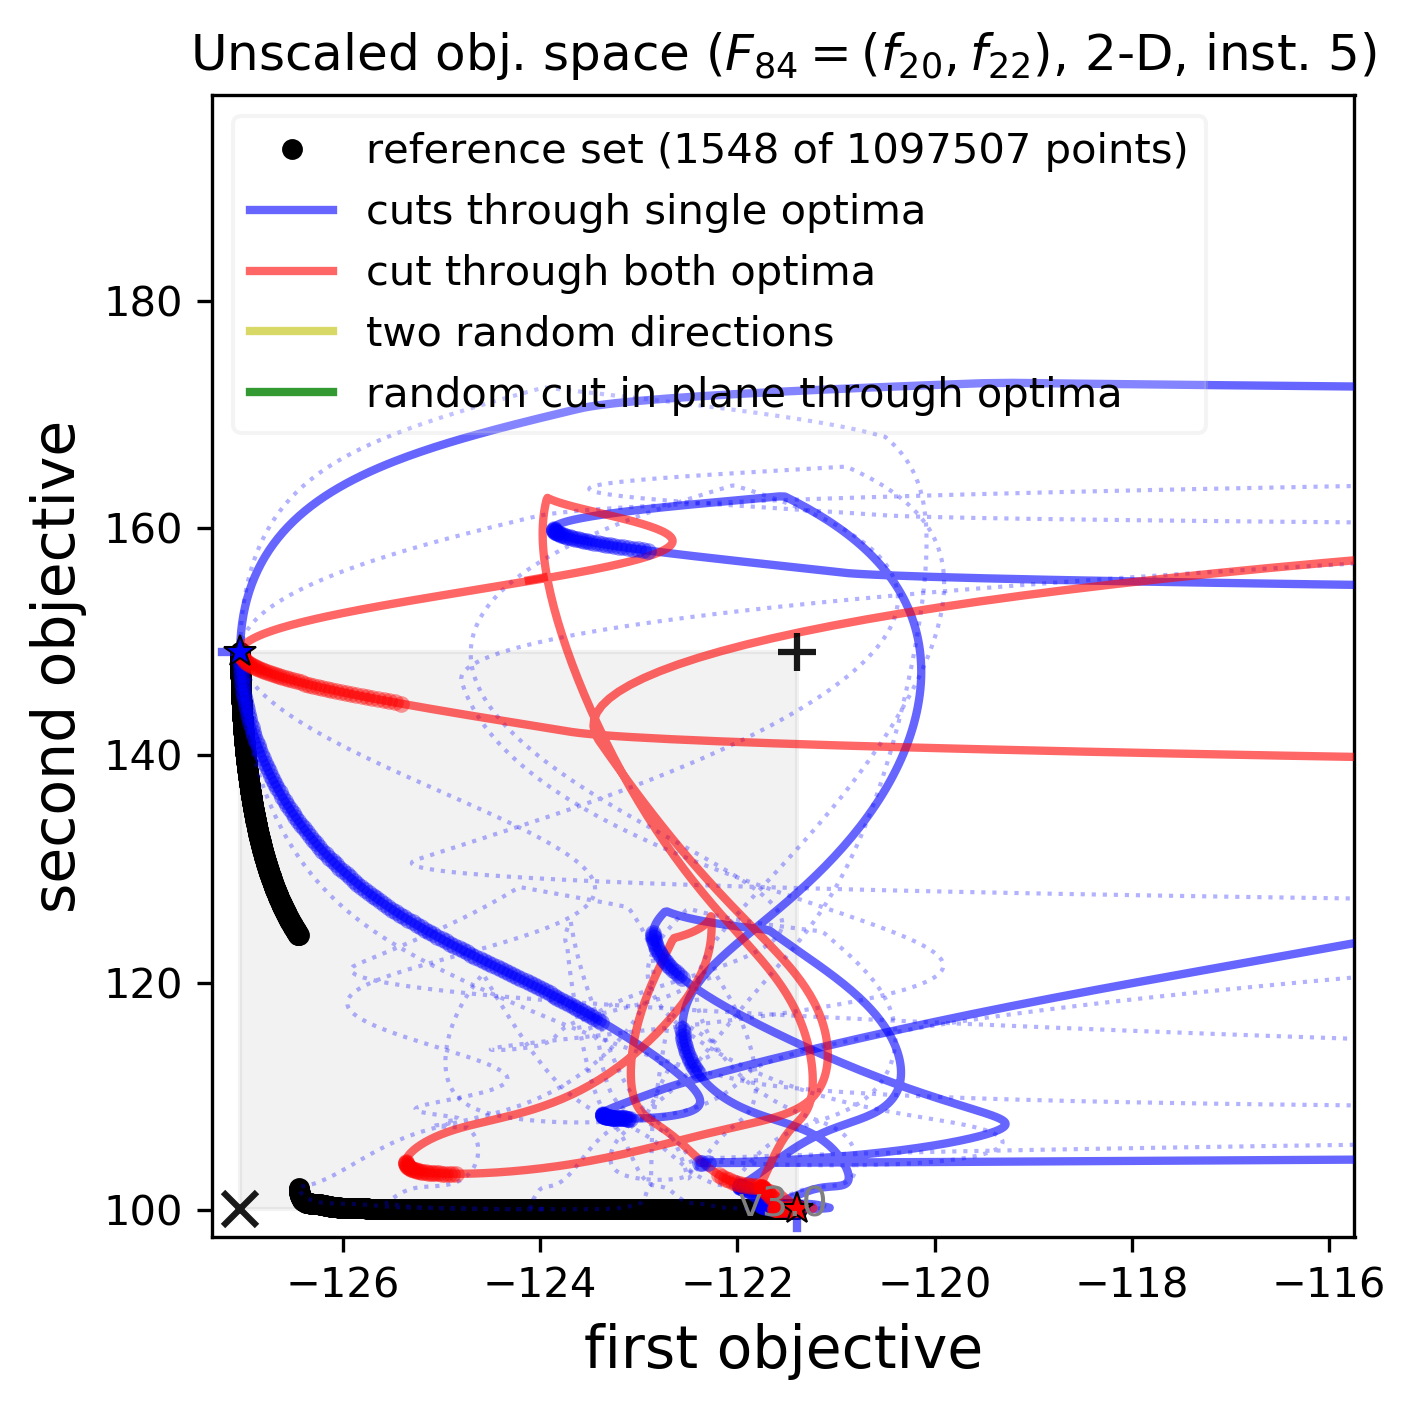 Unscaled obj. space (F₈₄ = (f₂₀, f₂₂), 2-D, inst. 5)
reference set (1548 of 1097507 points)
cuts through single optima
cut through both optima
two random directions
random cut in plane through optima
180
160
140
120
100
second objective
v3.0
−126
−124
−122
−120
−118
−116
first objective